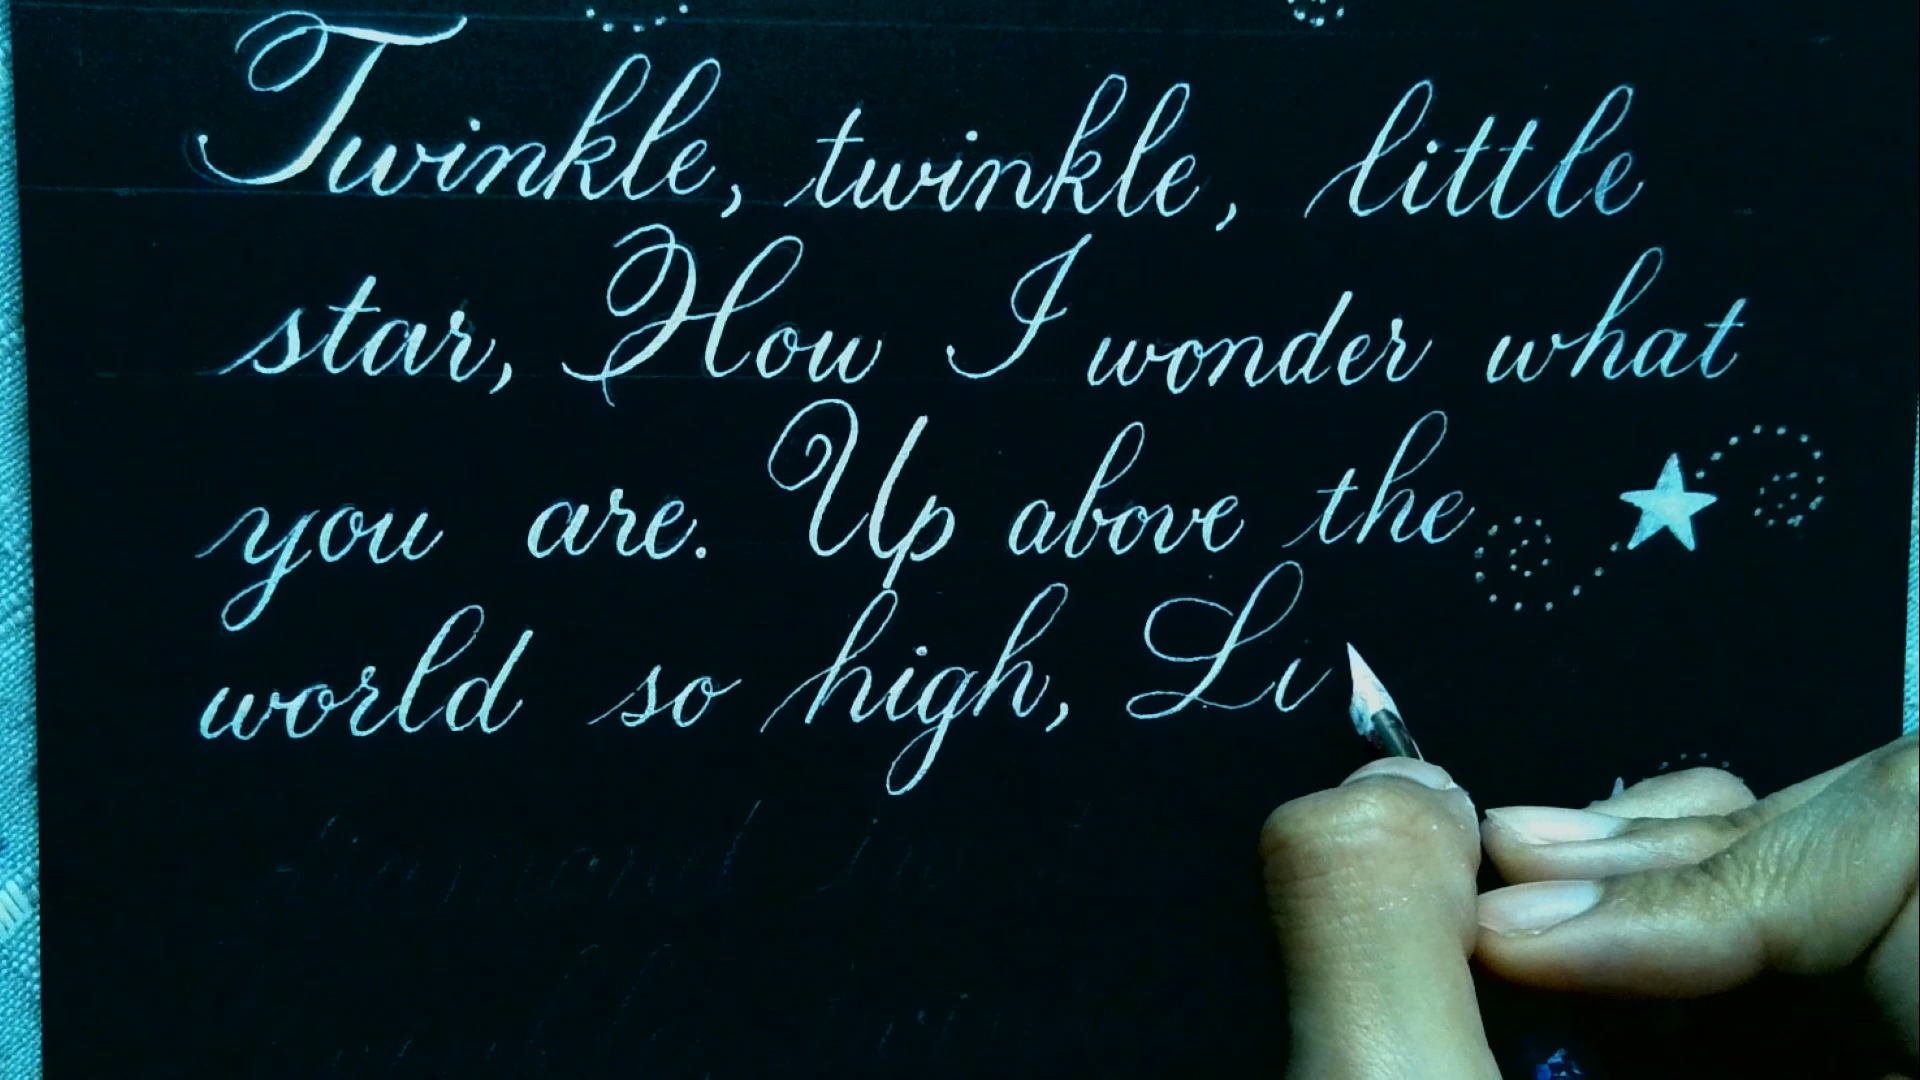 Twinkle, twinkle, little
star, How I wonder what
you are. Up above the
world so high, Li